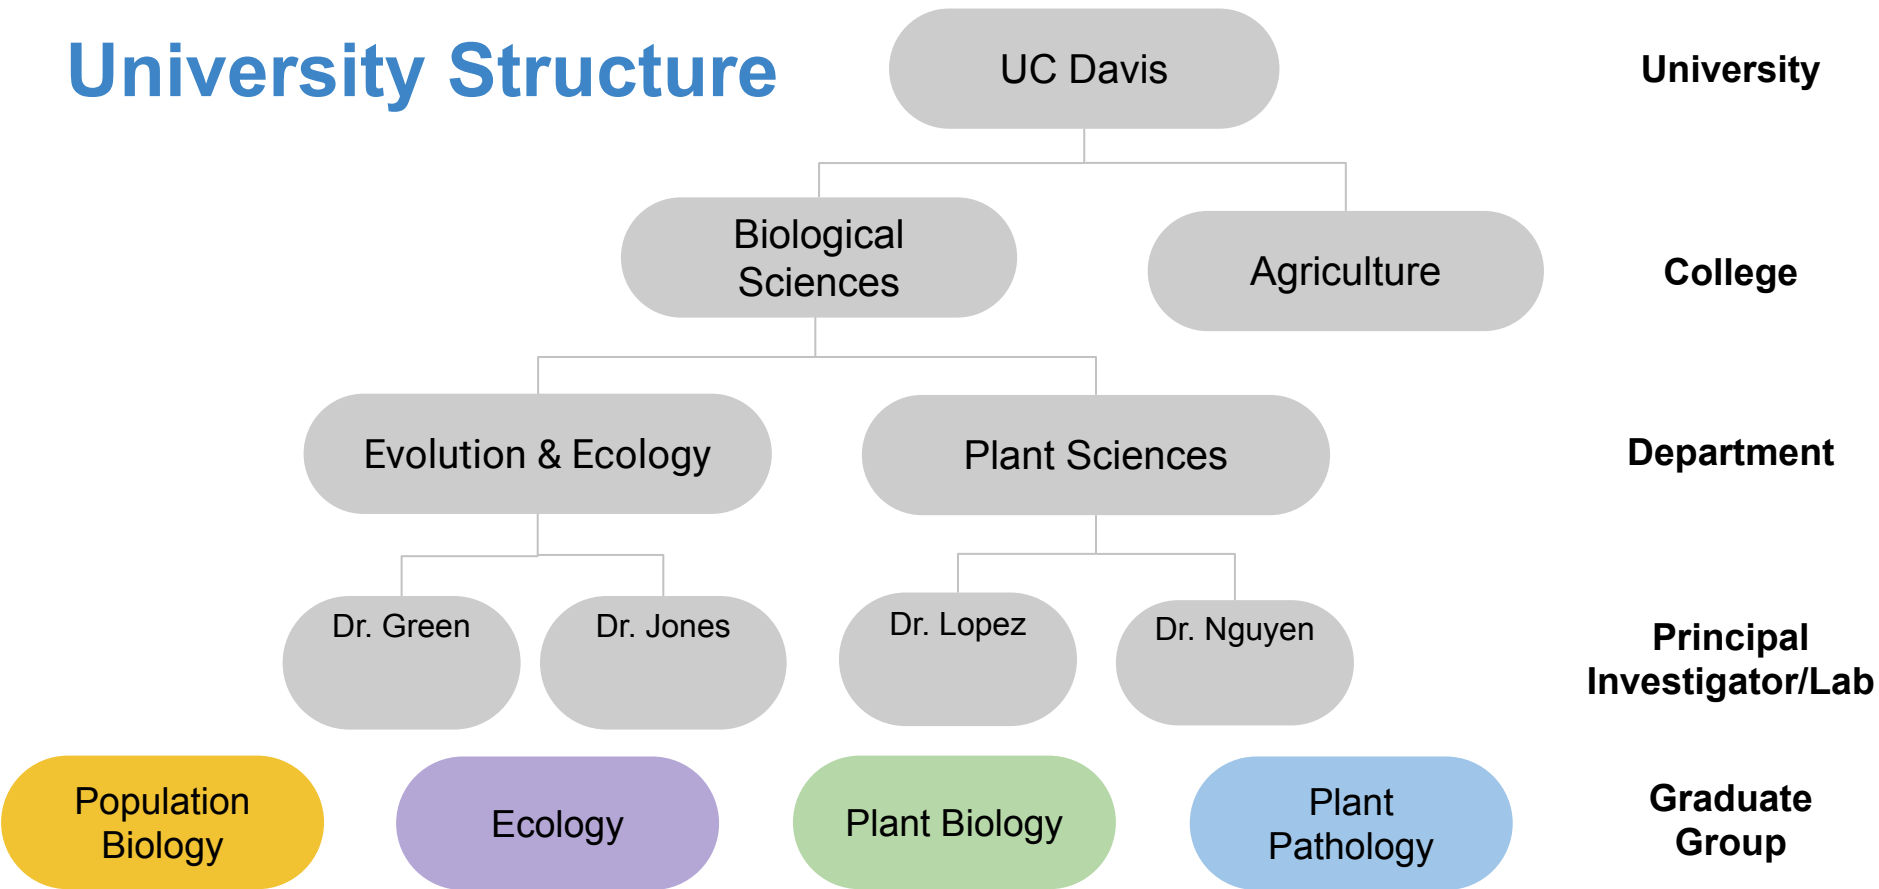 University Structure
UC Davis
University
Biological
Sciences
Agriculture
College
Evolution & Ecology
Plant Sciences
Department
Dr. Green
Dr. Jones
Dr. Lopez
Dr. Nguyen
Principal
Investigator/Lab
Population
Biology
Ecology
Plant Biology
Plant
Pathology
Graduate
Group